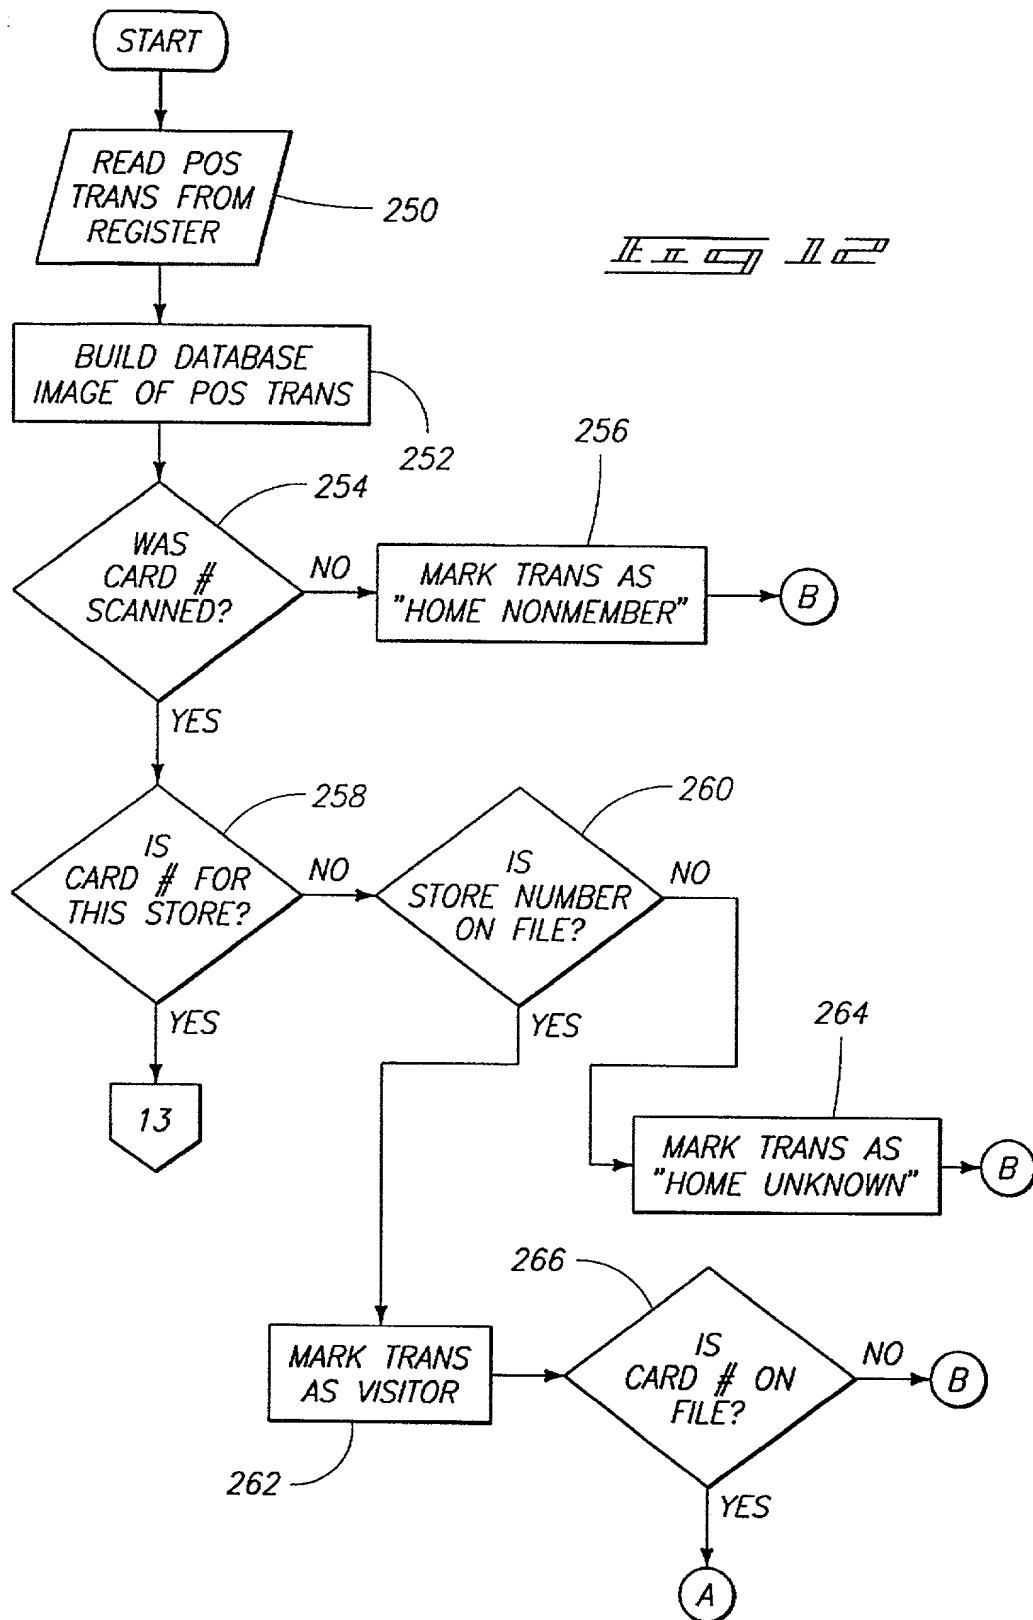 START
READ POS
TRANS FROM
REGISTER
250
Fig 12
BUILD DATABASE
IMAGE OF POS TRANS
252
256
254
WAS
CARD #
SCANNED?
NO
MARK TRANS AS
"HOME NONMEMBER"
B
YES
258
260
IS
CARD # FOR
THIS STORE?
NO
IS
STORE NUMBER
ON FILE?
NO
YES
YES
264
13
MARK TRANS AS
"HOME UNKNOWN"
B
266
MARK TRANS
AS VISITOR
IS
CARD # ON
FILE?
NO
B
262
YES
A